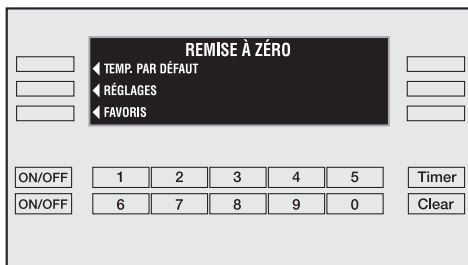 REMISE À ZÉRO
TEMP. PAR DÉFAUT
RÉGLAGES
FAVORIS
ON/OFF 1 2 3 4 5 Timer
ON/OFF 6 7 8 9 0 Clear